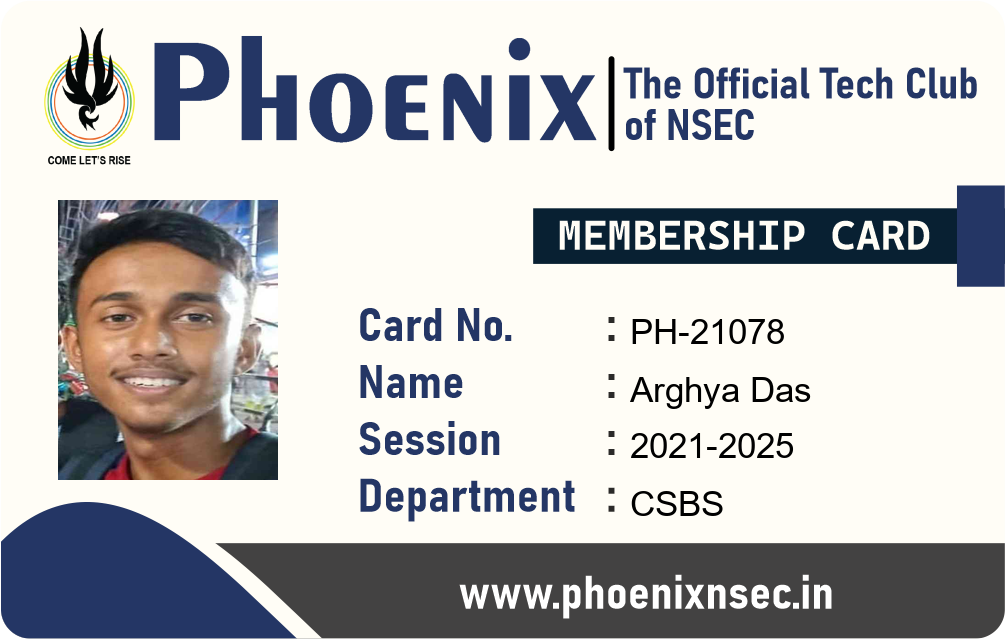 COME LET'S RISE
PHOENIX
The Official Tech Club
of NSEC
MEMBERSHIP CARD
Card No. : PH-21078
Name : Arghya Das
Session : 2021-2025
Department : CSBS
www.phoenixnsec.in